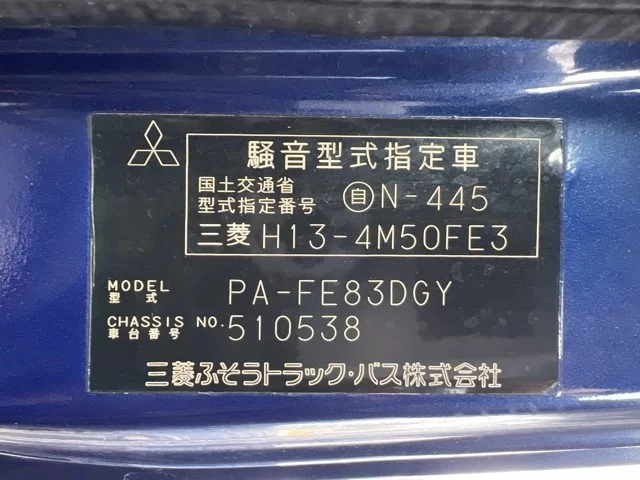 騒音型式指定車
国土交通省
型式指定番号 自N-445
三菱 H13-4M50FE3
MODEL
型式 PA-FE83DGY
CHASSIS NO.
車台番号 510538
三菱ふそうトラック・バス株式会社